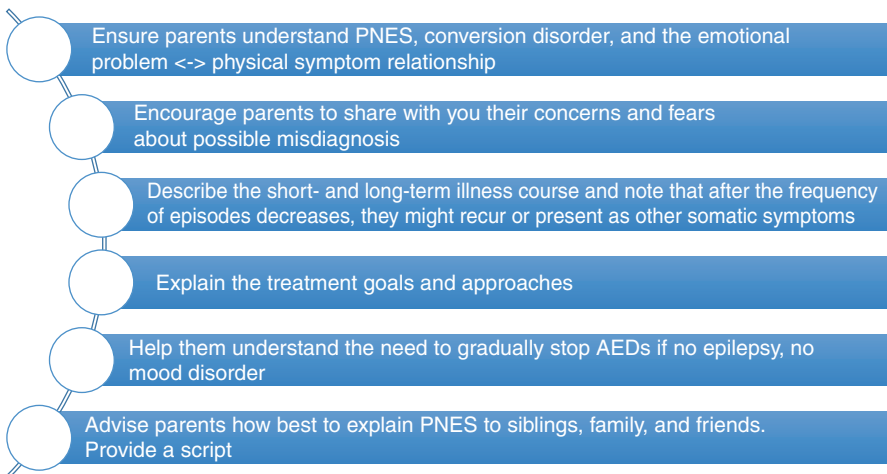 Ensure parents understand PNES, conversion disorder, and the emotional
problem <-> physical symptom relationship
Encourage parents to share with you their concerns and fears
about possible misdiagnosis
Describe the short- and long-term illness course and note that after the frequency
of episodes decreases, they might recur or present as other somatic symptoms
Explain the treatment goals and approaches
Help them understand the need to gradually stop AEDs if no epilepsy, no
mood disorder
Advise parents how best to explain PNES to siblings, family, and friends.
Provide a script